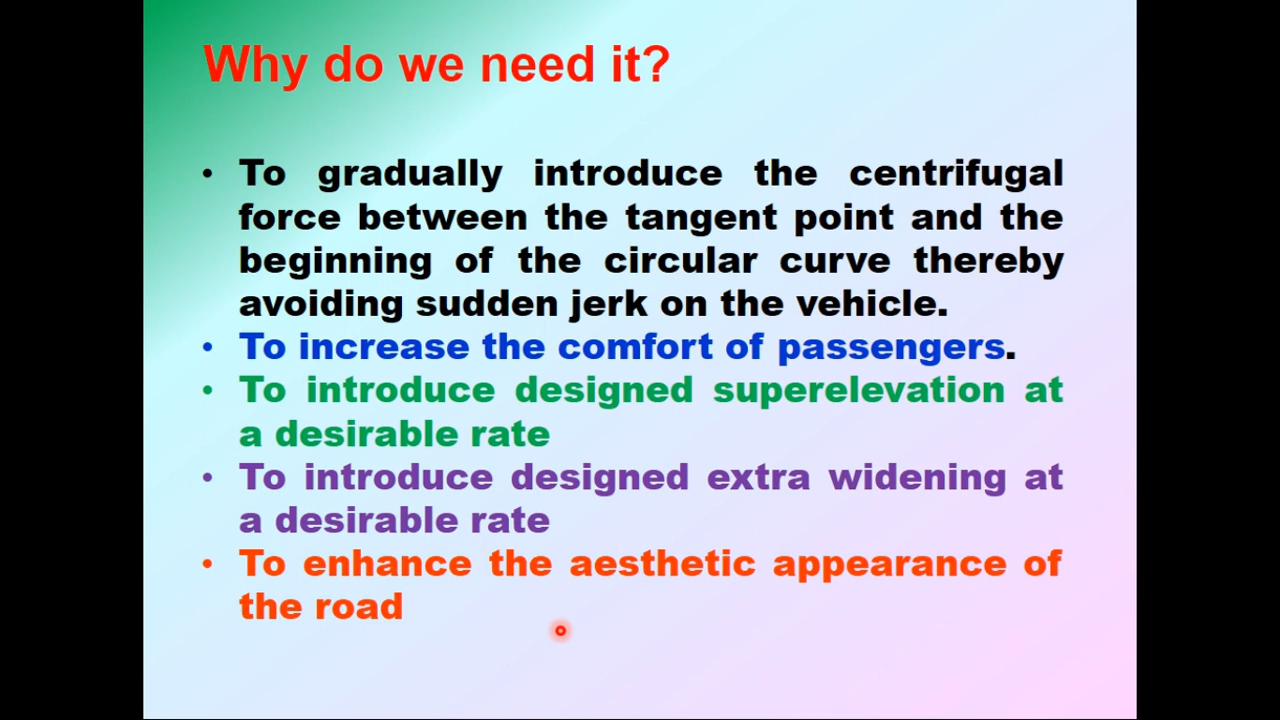 Why do we need it?
• To gradually introduce the centrifugal
force between the tangent point and the
beginning of the circular curve thereby
avoiding sudden jerk on the vehicle.
• To increase the comfort of passengers.
• To introduce designed superelevation at
a desirable rate
• To introduce designed extra widening at
a desirable rate
• To enhance the aesthetic appearance of
the road